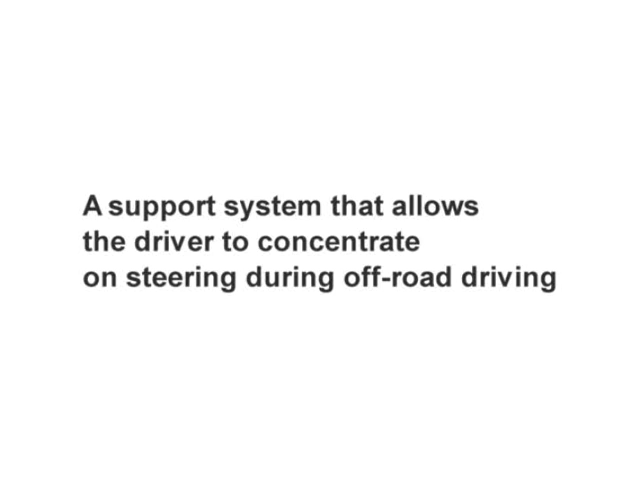 A support system that allows
the driver to concentrate
on steering during off-road driving